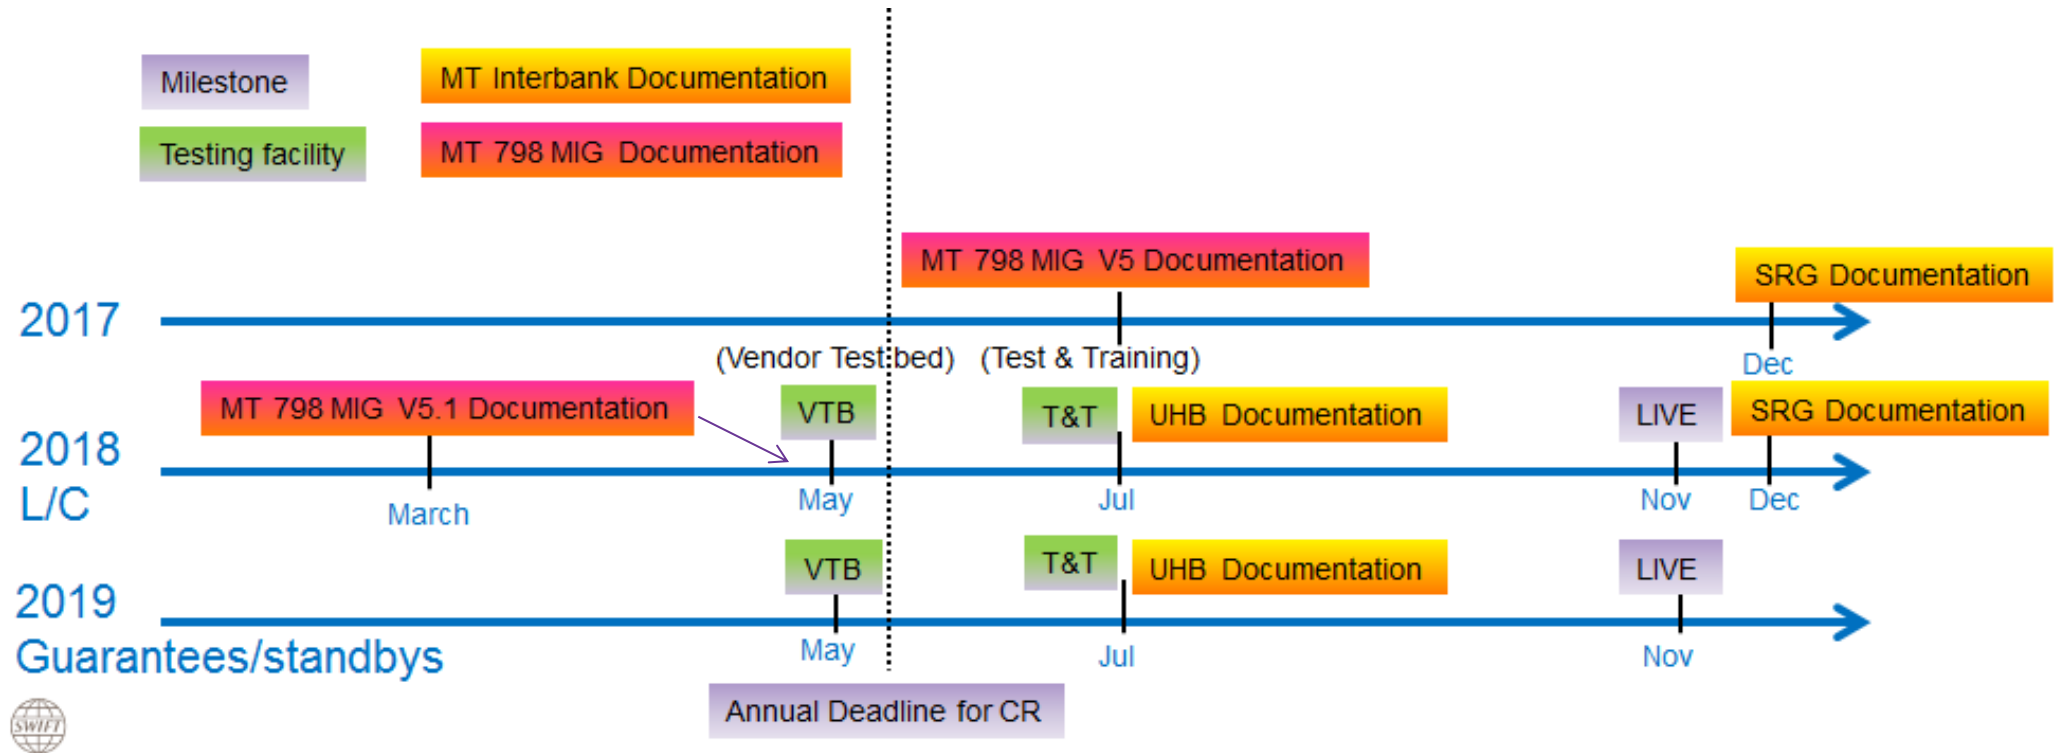 Milestone
MT Interbank Documentation
Testing facility
MT 798 MIG Documentation
MT 798 MIG V5 Documentation
SRG Documentation
2017
(Vendor Test bed)
(Test & Training)
Dec
MT 798 MIG V5.1 Documentation
VTB
T&T
UHB Documentation
LIVE
SRG Documentation
2018
L/C
March
May
Jul
Nov
Dec
VTB
T&T
UHB Documentation
LIVE
2019
Guarantees/standbys
May
Jul
Nov
Annual Deadline for CR
SWIFT